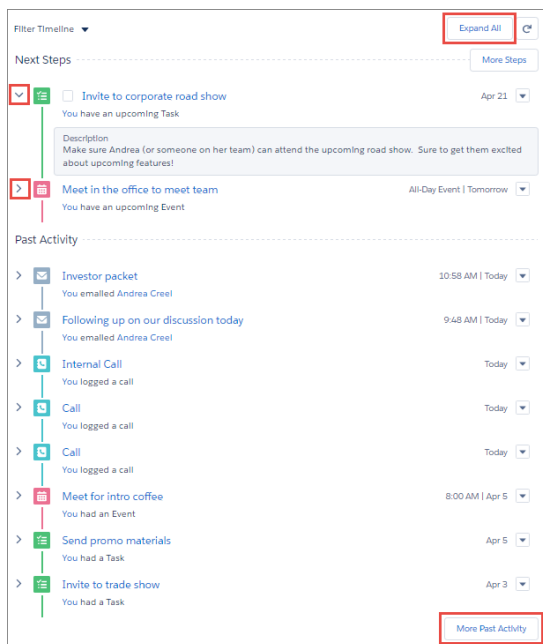 Filter Timeline
Expand All
Next Steps
More Steps
Invite to corporate road show
Apr 21
You have an upcoming Task
Description
Make sure Andrea (or someone on her team) can attend the upcoming road show. Sure to get them excited
about upcoming features!
Meet in the office to meet team
All-Day Event | Tomorrow
You have an upcoming Event
Past Activity
Investor packet
10:58 AM | Today
You emailed Andrea Creel
Following up on our discussion today
9:48 AM | Today
You emailed Andrea Creel
Internal Call
Today
You logged a call
Call
Today
You logged a call
Call
Today
You logged a call
Meet for intro coffee
8:00 AM | Apr 5
You had an Event
Send promo materials
Apr 5
You had a Task
Invite to trade show
Apr 3
You had a Task
More Past Activity